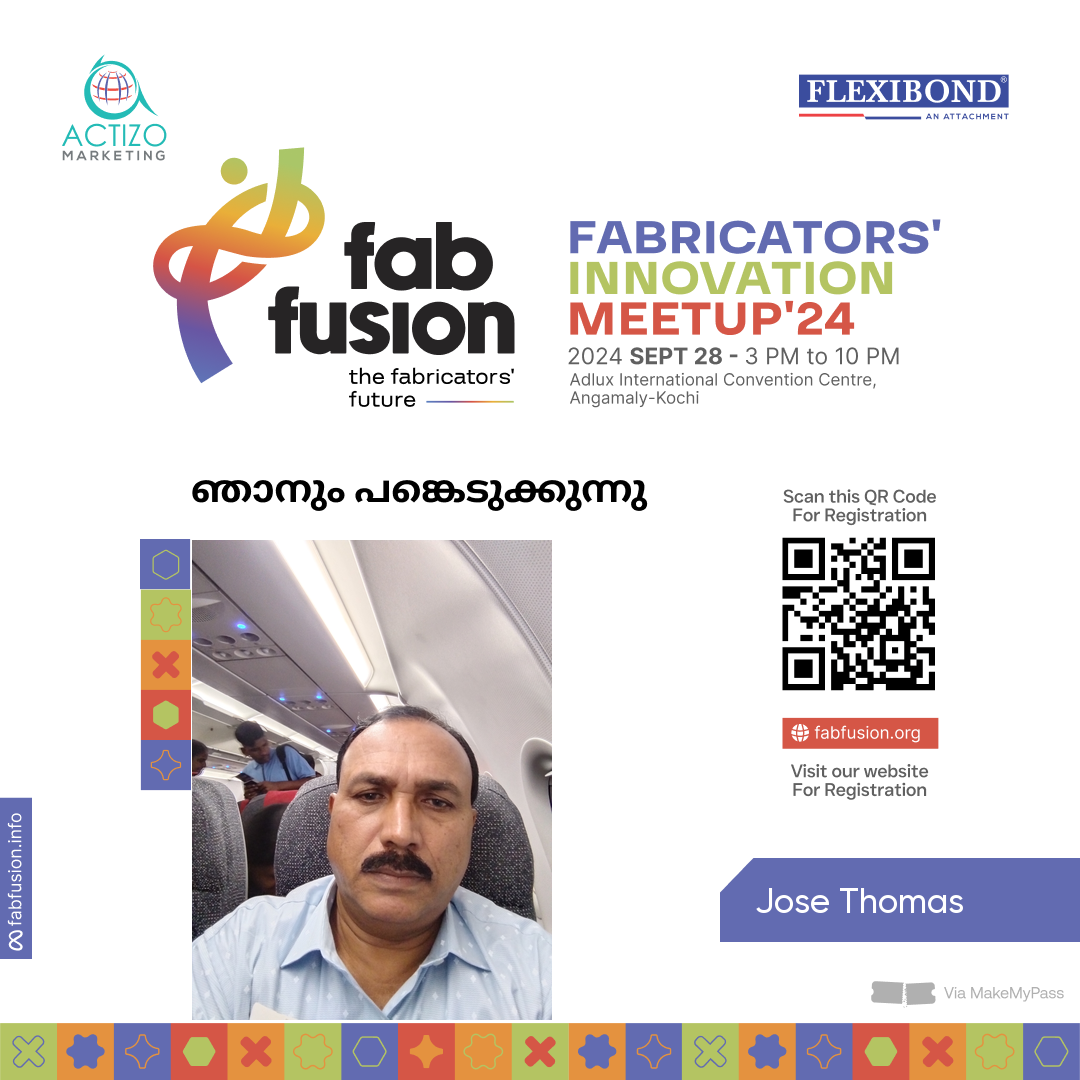 ACTIZO
MARKETING
FLEXIBOND®
AN ATTACHMENT
fab
fusion
the fabricators'
future
FABRICATORS'
INNOVATION
MEETUP'24
2024 SEPT 28 - 3 PM to 10 PM
Adlux International Convention Centre,
Angamaly-Kochi
ഞാനും പങ്കെടുക്കുന്നു
Scan this QR Code
For Registration
fabfusion.org
Visit our website
For Registration
fabfusion.info
Jose Thomas
Via MakeMyPass